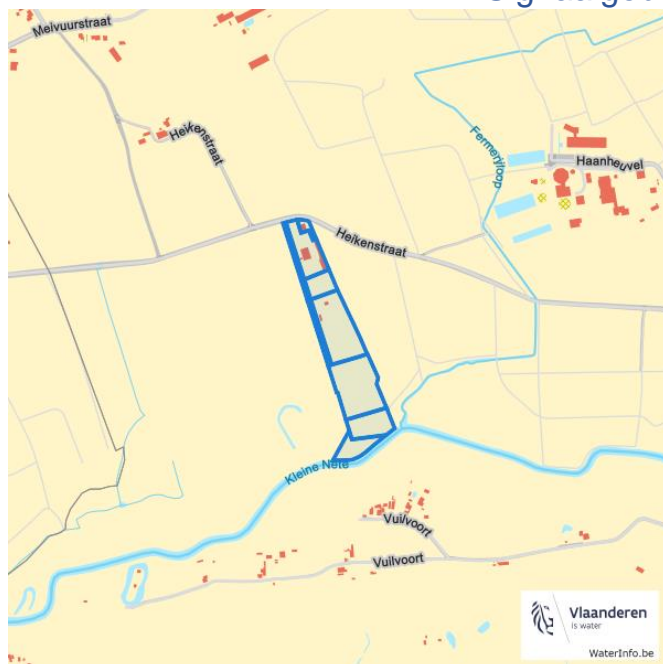 Melvuurstraat
Heikenstraat
Fermerijloop
Haanheuvel
Heikenstraat
Kleine Nete
Vuilvoort
Vuilvoort
Vlaanderen
is water
WaterInfo.be